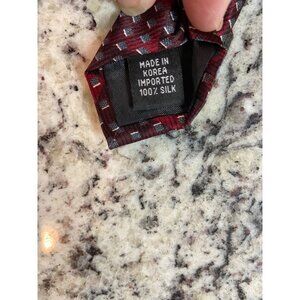 MADE IN
KOREA
IMPORTED
100% SILK